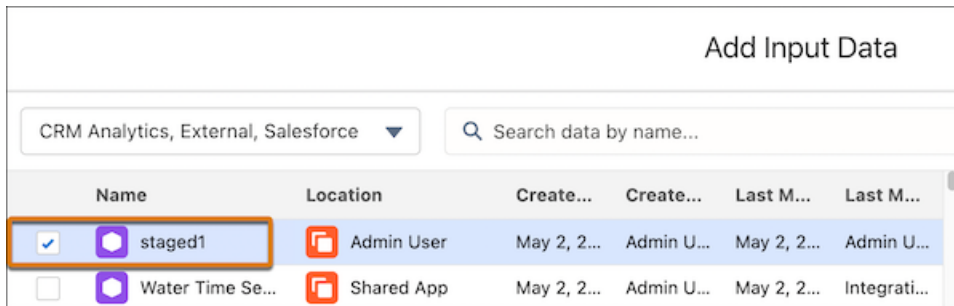 Add Input Data
CRM Analytics, External, Salesforce Search data by name...
Name Location Create... Create... Last M... Last M...
staged1 Admin User May 2, 2... Admin U... May 2, 2... Admin U...
Water Time Se... Shared App May 2, 2... Admin U... May 2, 2... Integrati...